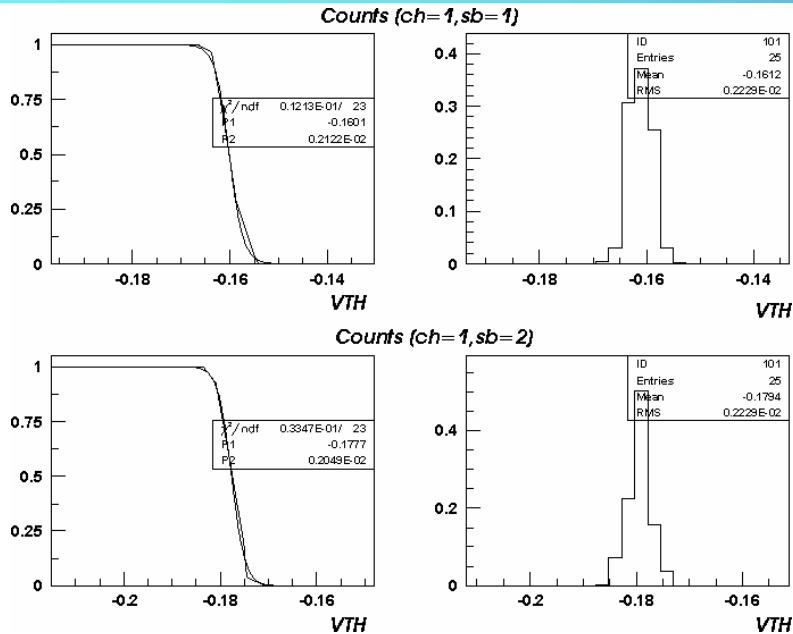 Counts (ch=1,sb=1)
1
0.75
0.5
0.25
0
-0.18 -0.16 -0.14
VTH
χ²/ndf 0.1213E-01/ 23
P1 -0.1601
P2 0.2122E-02
0.4
0.3
0.2
0.1
0
-0.18 -0.16 -0.14
VTH
ID 101
Entries 25
Mean -0.1612
RMS 0.2229E-02
Counts (ch=1,sb=2)
1
0.75
0.5
0.25
0
-0.2 -0.18 -0.16
VTH
χ²/ndf 0.3347E-01/ 23
P1 -0.1777
P2 0.2049E-02
0.4
0.2
0
-0.2 -0.18 -0.16
VTH
ID 101
Entries 25
Mean -0.1794
RMS 0.2229E-02